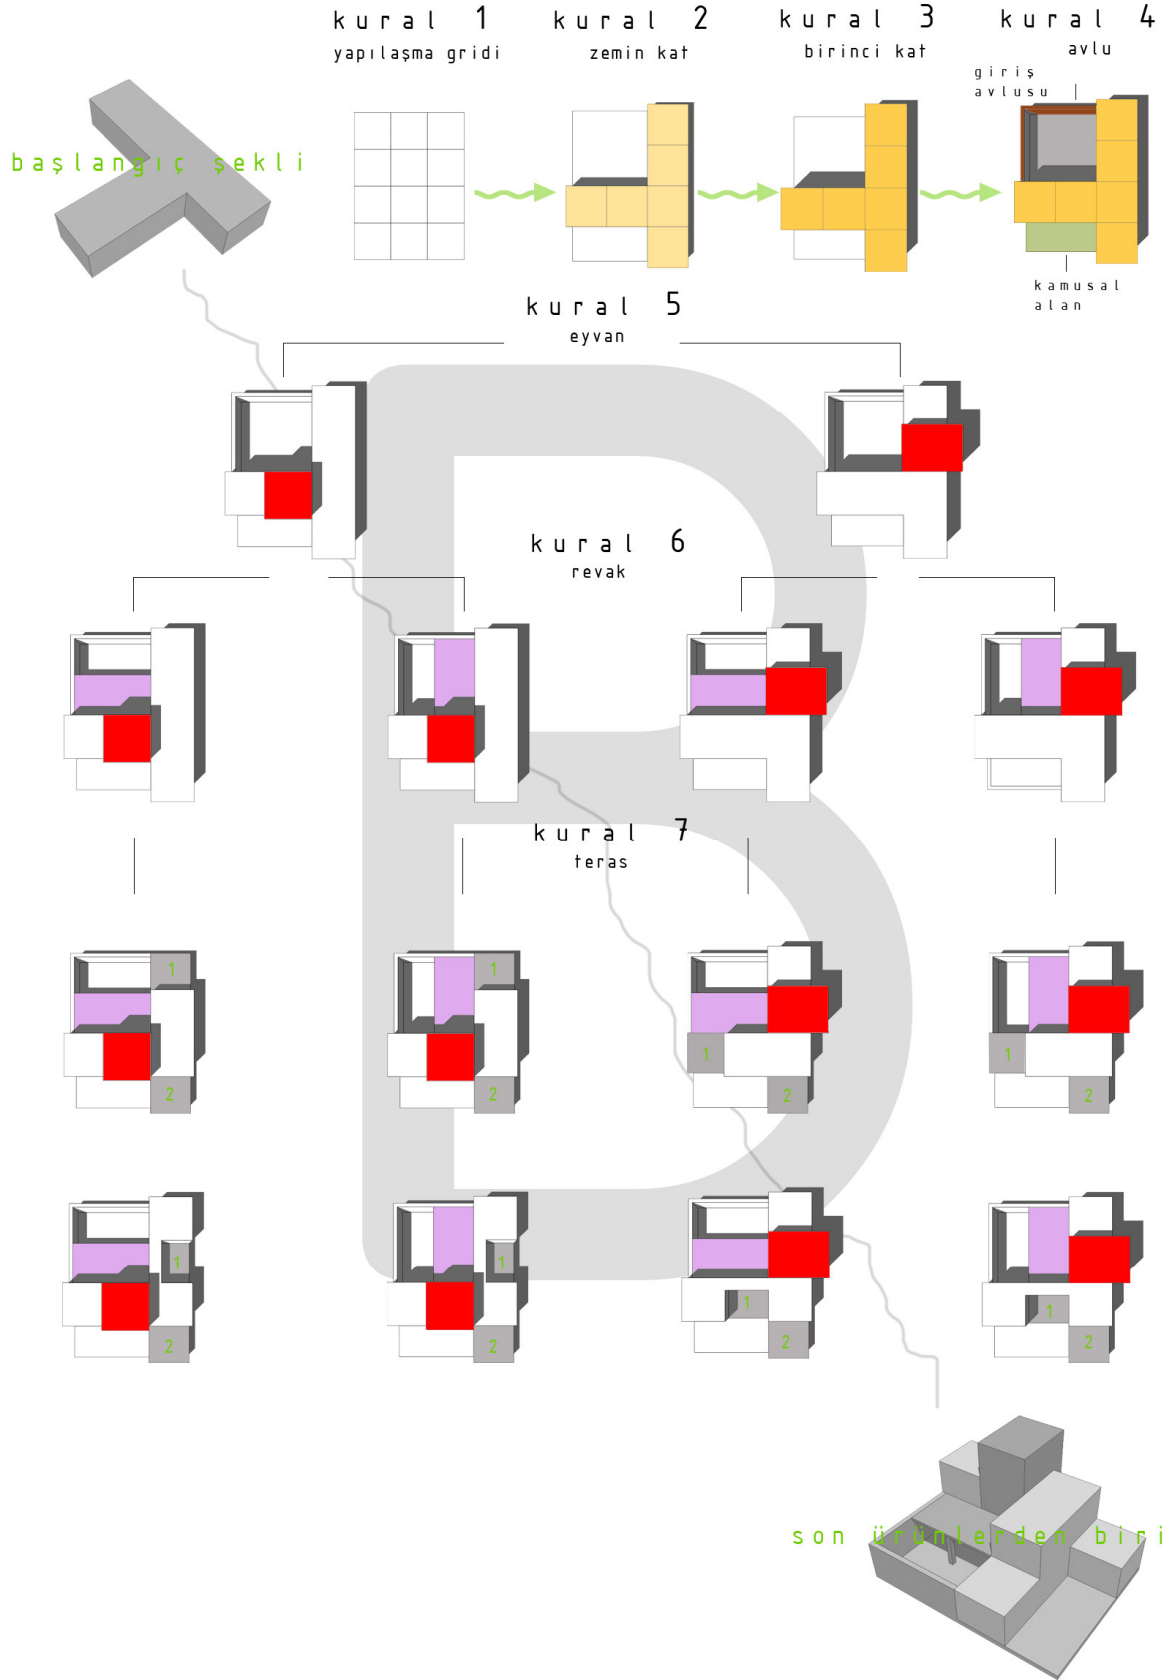 kural 1
yapılaşma gridi
kural 2
zemin kat
kural 3
birinci kat
kural 4
avlu
giriş
avlusu
başlangıç şekli
kamusal
alan
kural 5
eyvan
kural 6
revak
kural 7
teras
1
1
1
1
2
2
2
2
1
1
1
1
2
2
2
2
son ürünlerden biri
B